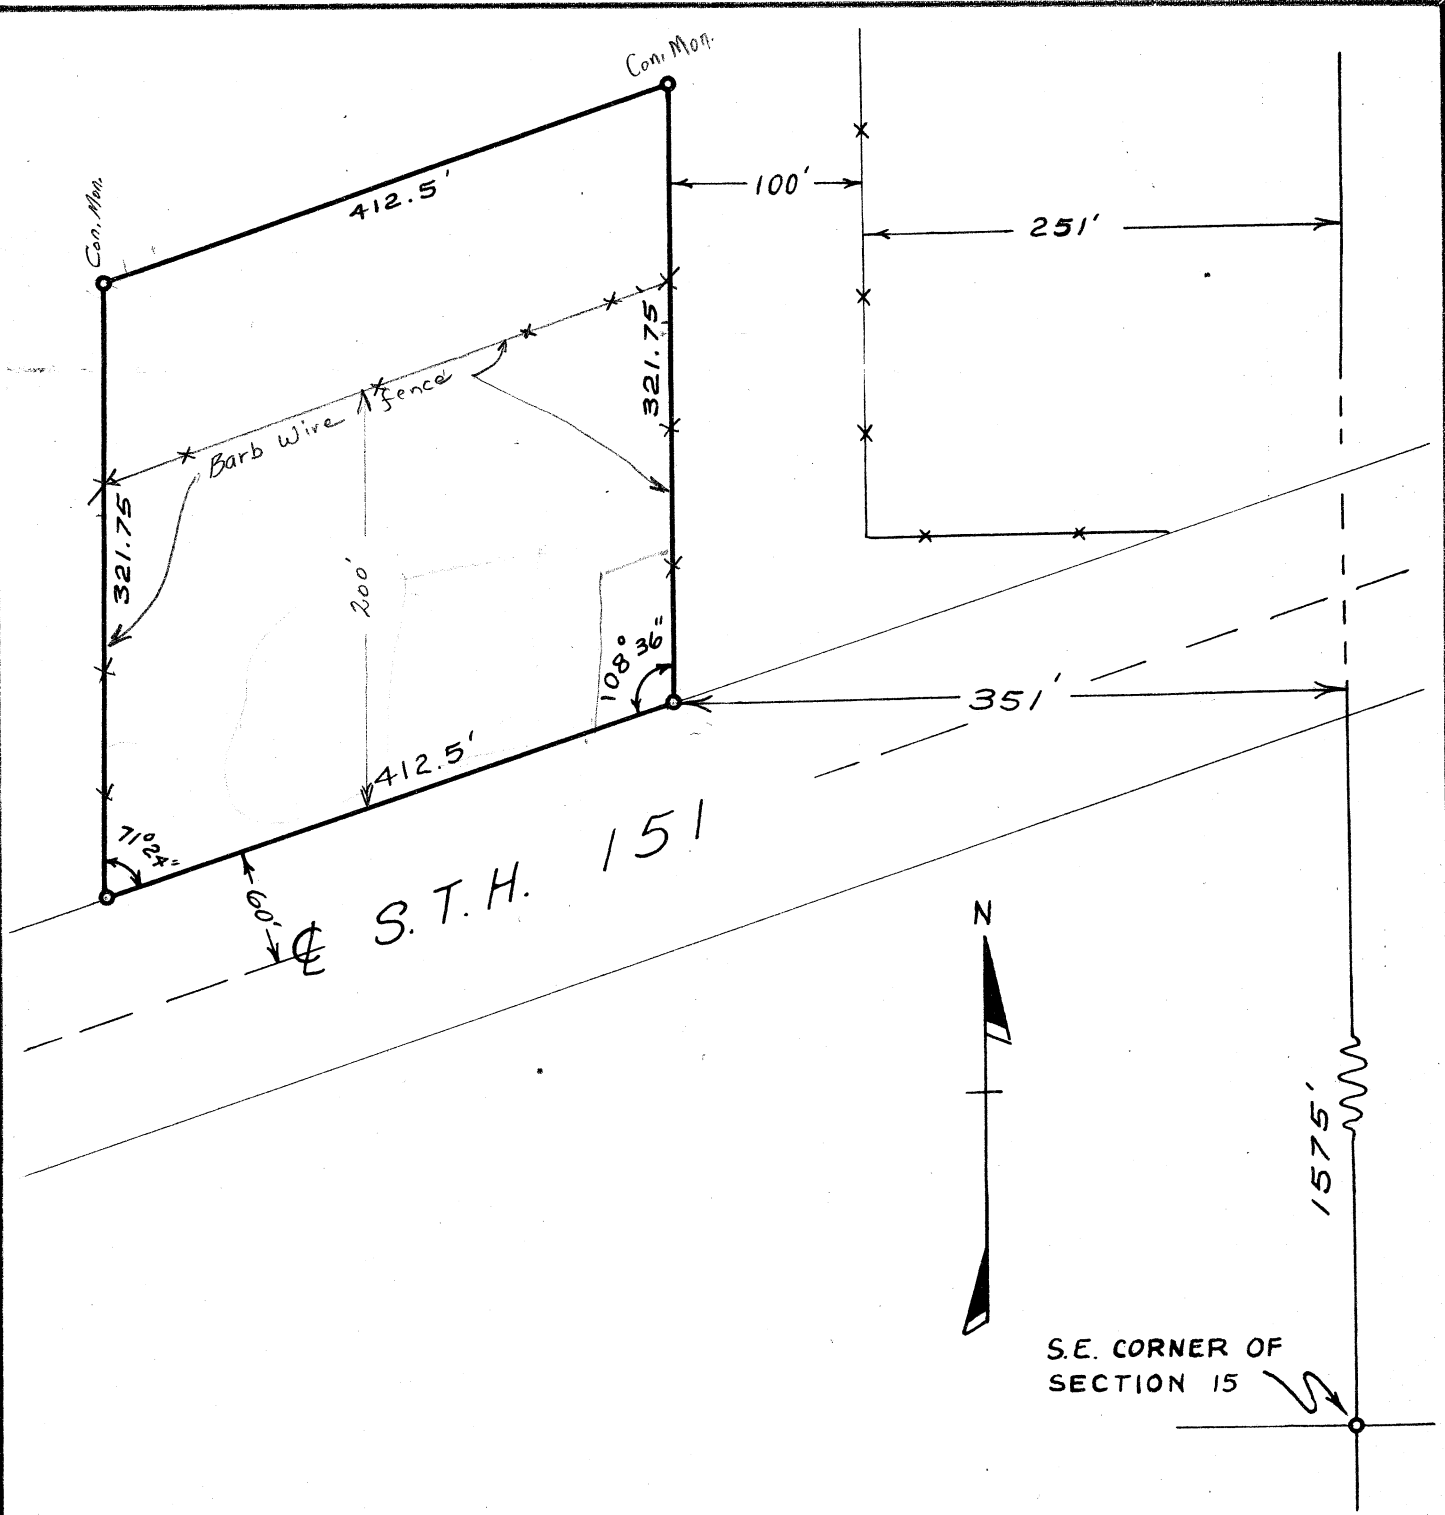 Con. Mon.
Con. Mon.
412.5'
100'
251'
321.75
Barb Wire fence
321.75
200'
108° 36'
351'
412.5'
71° 24'
60'
℄ S.T.H. 151
N
1575'
S.E. CORNER OF
SECTION 15